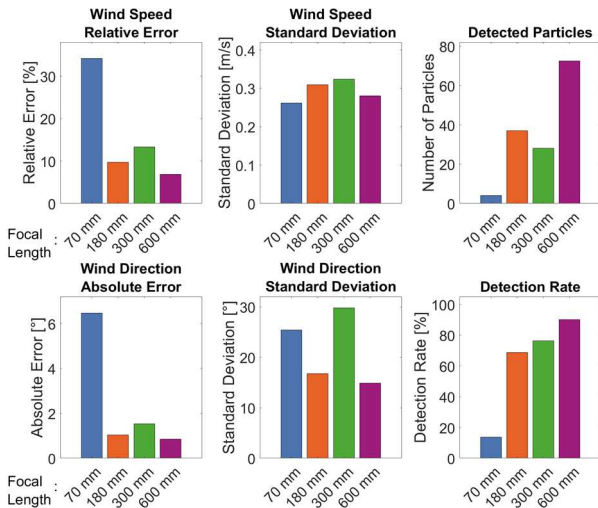 Wind Speed
Relative Error
Relative Error [%]
30
20
10
0
Wind Speed
Standard Deviation
Standard Deviation [m/s]
0.4
0.3
0.2
0.1
0
Detected Particles
Number of Particles
80
60
40
20
0
Focal
Length :
70 mm
180 mm
300 mm
600 mm
70 mm
180 mm
300 mm
600 mm
70 mm
180 mm
300 mm
600 mm
Wind Direction
Absolute Error
Absolute Error [°]
6
4
2
0
Wind Direction
Standard Deviation
Standard Deviation [°]
30
20
10
0
Detection Rate
Detection Rate [%]
100
80
60
40
20
0
Focal
Length :
70 mm
180 mm
300 mm
600 mm
70 mm
180 mm
300 mm
600 mm
70 mm
180 mm
300 mm
600 mm